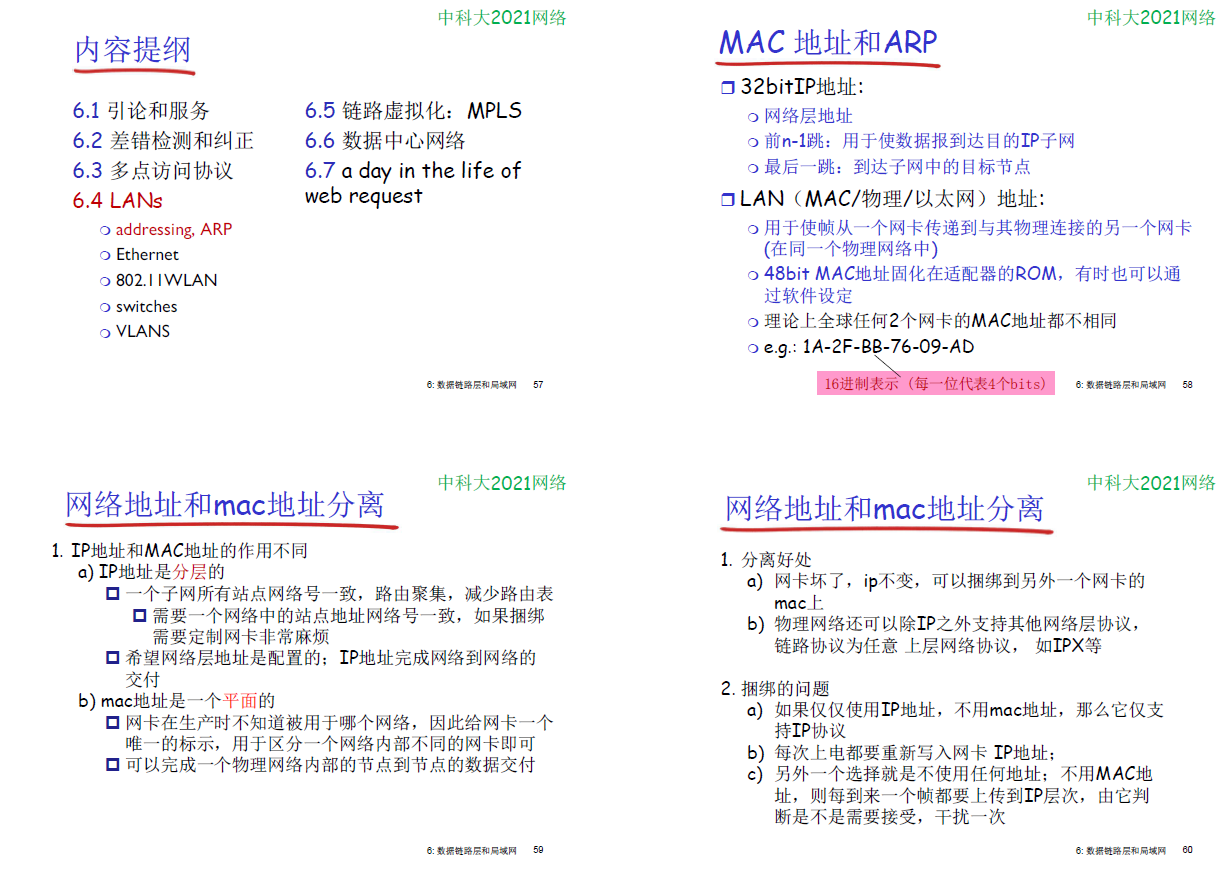 中科大2021网络
内容提纲
6.1 引论和服务
6.2 差错检测和纠正
6.3 多点访问协议
6.4 LANs
addressing, ARP
Ethernet
802.11WLAN
switches
VLANS
6.5 链路虚拟化：MPLS
6.6 数据中心网络
6.7 a day in the life of
web request
6: 数据链路层和局域网 57
中科大2021网络
MAC 地址和ARP
32bitIP地址:
网络层地址
前n-1跳：用于使数据报到达目的IP子网
最后一跳：到达子网中的目标节点
LAN（MAC/物理/以太网）地址:
用于使帧从一个网卡传递到与其物理连接的另一个网卡
(在同一个物理网络中)
48bit MAC地址固化在适配器的ROM，有时也可以通
过软件设定
理论上全球任何2个网卡的MAC地址都不相同
e.g.: 1A-2F-BB-76-09-AD
16进制表示（每一位代表4个bits）
6: 数据链路层和局域网 58
中科大2021网络
网络地址和mac地址分离
1. IP地址和MAC地址的作用不同
a) IP地址是分层的
一个子网所有站点网络号一致，路由聚集，减少路由表
需要一个网络中的站点地址网络号一致，如果捆绑
需要定制网卡非常麻烦
希望网络层地址是配置的；IP地址完成网络到网络的
交付
b) mac地址是一个平面的
网卡在生产时不知道被用于哪个网络，因此给网卡一个
唯一的标示，用于区分一个网络内部不同的网卡即可
可以完成一个物理网络内部的节点到节点的数据交付
6: 数据链路层和局域网 59
中科大2021网络
网络地址和mac地址分离
1. 分离好处
a) 网卡坏了，ip不变，可以捆绑到另外一个网卡的
mac上
b) 物理网络还可以除IP之外支持其他网络层协议，
链路协议为任意 上层网络协议， 如IPX等
2. 捆绑的问题
a) 如果仅仅使用IP地址，不用mac地址，那么它仅支
持IP协议
b) 每次上电都要重新写入网卡 IP地址；
c) 另外一个选择就是不使用任何地址；不用MAC地
址，则每到来一个帧都要上传到IP层次，由它判
断是不是需要接受，干扰一次
6: 数据链路层和局域网 60